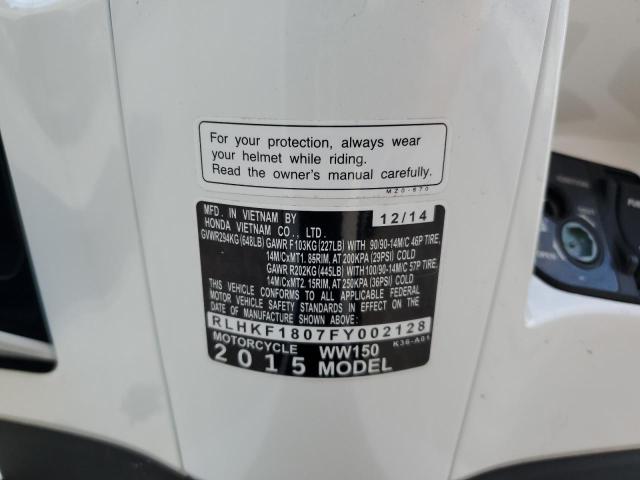 For your protection, always wear
your helmet while riding.
Read the owner's manual carefully.
MZ0-670
MFD. IN VIETNAM BY 12/14
HONDA VIETNAM CO., LTD.
GVWR294KG (648LB) GAWR F103KG (227LB) WITH 90/90-14M/C 46P TIRE,
14M/CxMT1. 85RIM, AT 200KPA (29PSI) COLD
GAWR R202KG (445LB) WITH 100/90-14M/C 57P TIRE,
14M/CxMT2. 15RIM, AT 250KPA (36PSI) COLD
THIS VEHICLE CONFORMS TO ALL APPLICABLE FEDERAL
MOTOR VEHICLE SAFETY STANDARDS IN EFFECT ON THE
DATE OF MANUFACTURE SHOWN ABOVE:
RLHKF1807FY002128
MOTORCYCLE WW150 K36-A01
2015 MODEL